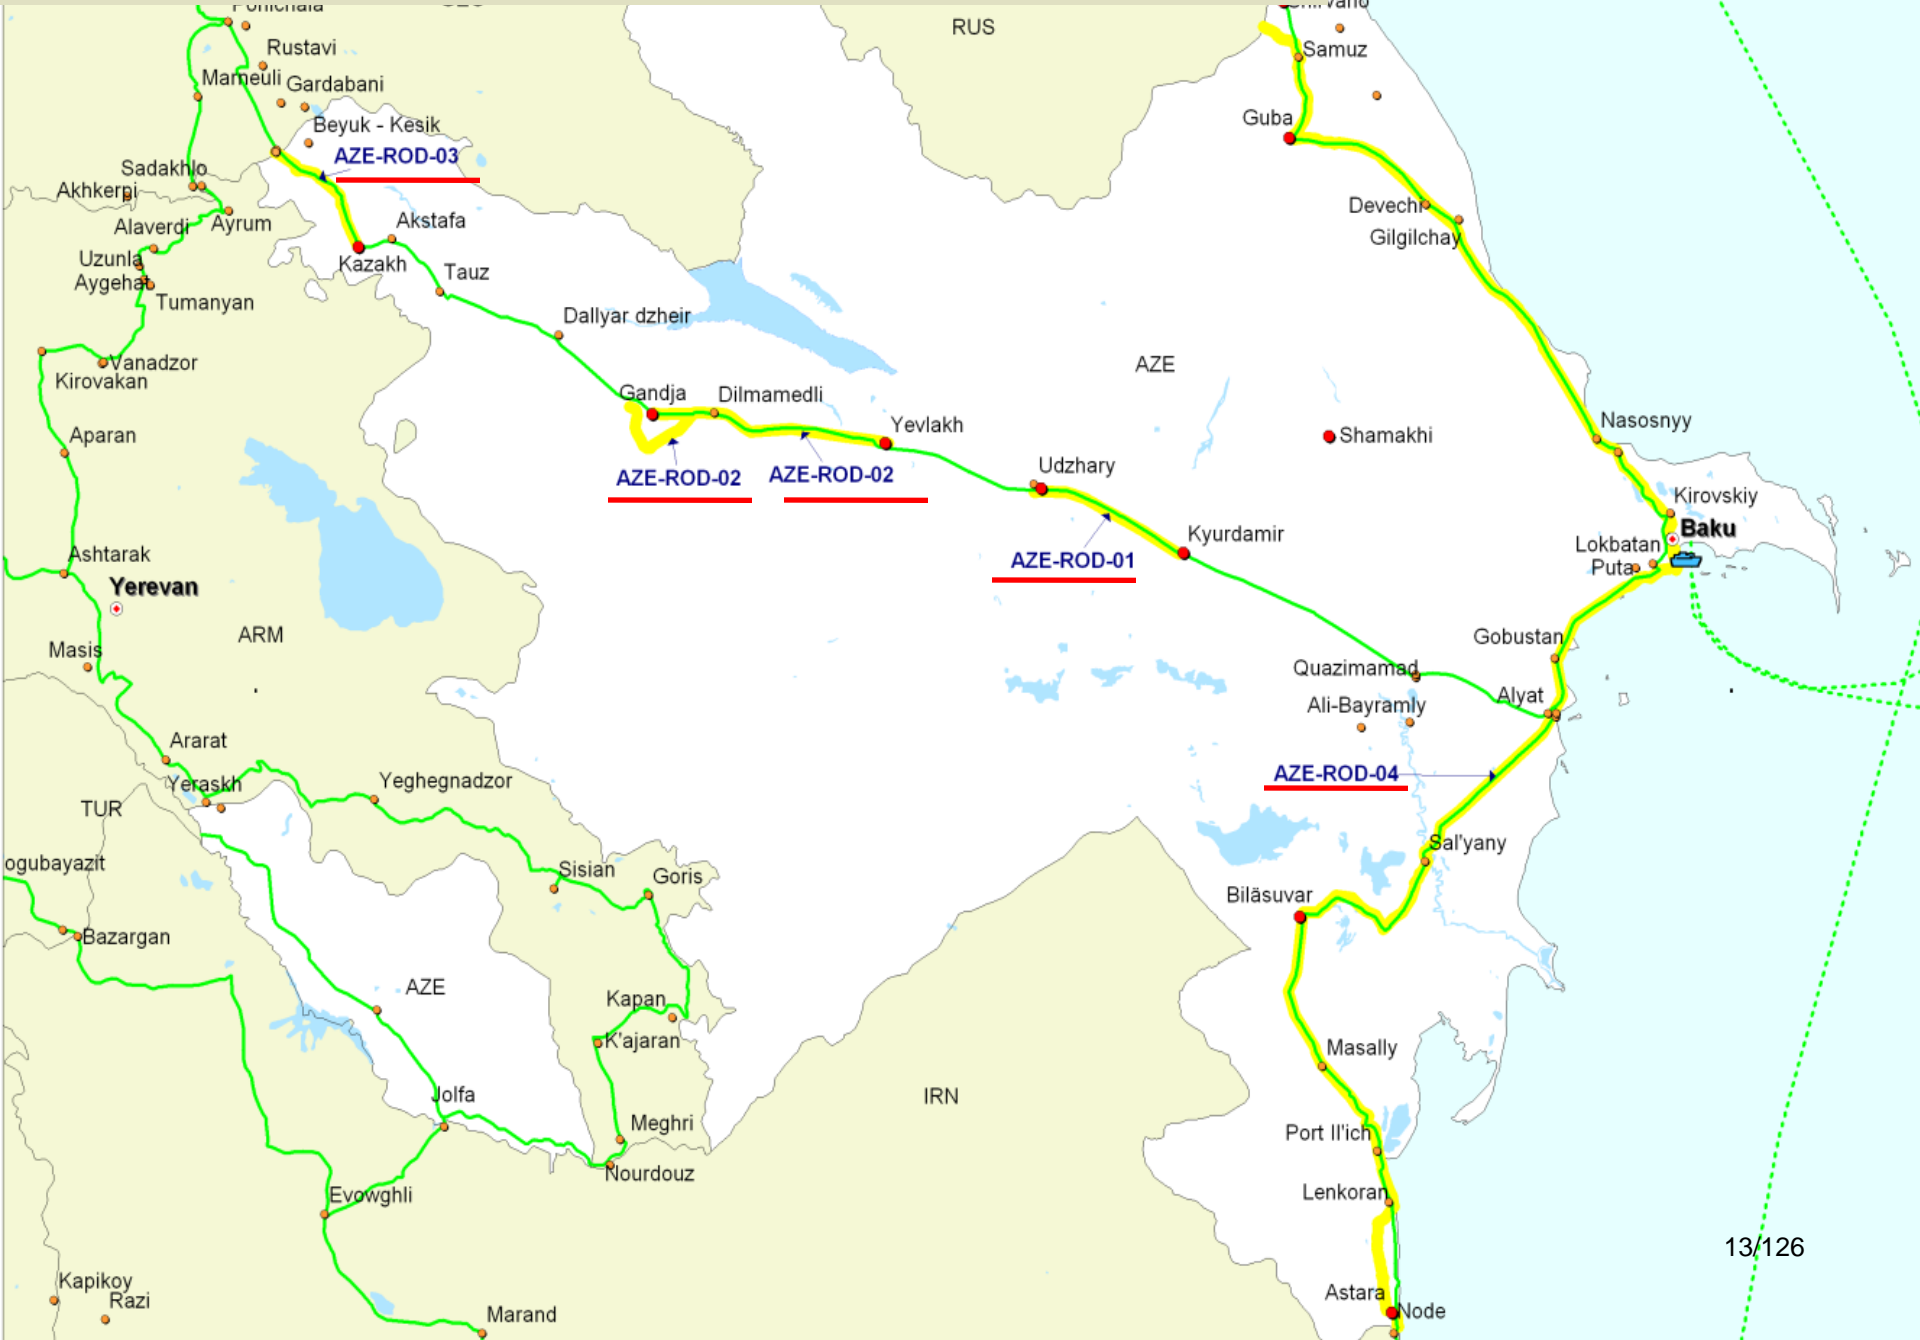 RUS
Rustavi
Samuz
Marneuli
Gardabani
Guba
Beyuk - Kesik
AZE-ROD-03
Sadakhlo
Akhkerpi
Devechi
Alaverdi
Ayrum
Akstafa
Gilgilchay
Uzunla
Kazakh
Tauz
Aygehat
Tumanyan
Dallyar dzheir
Vanadzor
AZE
Kirovakan
Gandja
Dilmamedli
Nasosnyy
Yevlakh
Aparan
Shamakhi
Udzhary
AZE-ROD-02
AZE-ROD-02
Kirovskiy
Baku
Kyurdamir
Lokbatan
Ashtarak
AZE-ROD-01
Puta
Yerevan
ARM
Gobustan
Masis
Quazimamad
Alyat
Ali-Bayramly
Ararat
AZE-ROD-04
Yeraskh
Yeghegnadzor
TUR
Sal'yany
ogubayazit
Sisian
Goris
Biläsuvar
Bazargan
AZE
Kapan
K'ajaran
Masally
Jolfa
IRN
Meghri
Port Il'ich
Nourdouz
Evowghli
Lenkoran
13/126
Kapikoy
Razi
Astara
Node
Marand